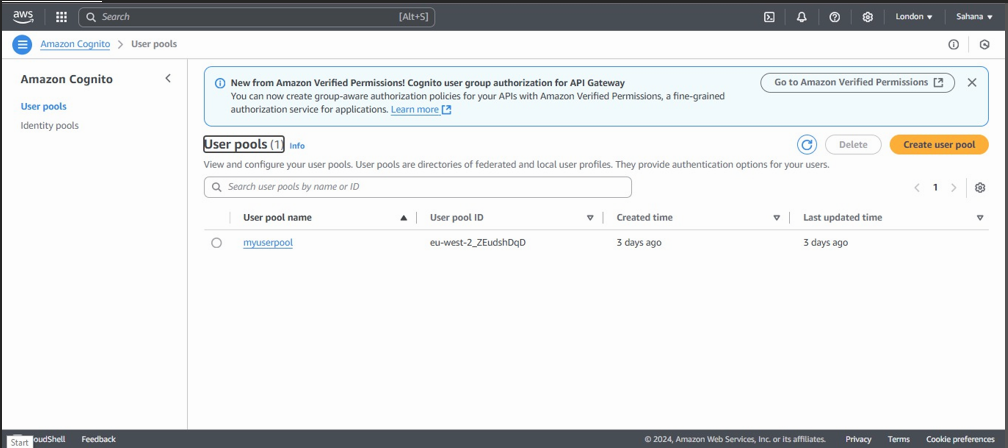 aws
Search [Alt+S] London Sahana
Amazon Cognito User pools
Amazon Cognito
User pools
Identity pools
New from Amazon Verified Permissions! Cognito user group authorization for API Gateway
You can now create group-aware authorization policies for your APIs with Amazon Verified Permissions, a fine-grained
authorization service for applications. Learn more
Go to Amazon Verified Permissions
User pools (1) Info
Delete
Create user pool
View and configure your user pools. User pools are directories of federated and local user profiles. They provide authentication options for your users.
Search user pools by name or ID
1
User pool name User pool ID Created time Last updated time
myuserpool eu-west-2_ZEudshDqD 3 days ago 3 days ago
Start
Feedback © 2024, Amazon Web Services, Inc. or its affiliates. Privacy Terms Cookie preferences